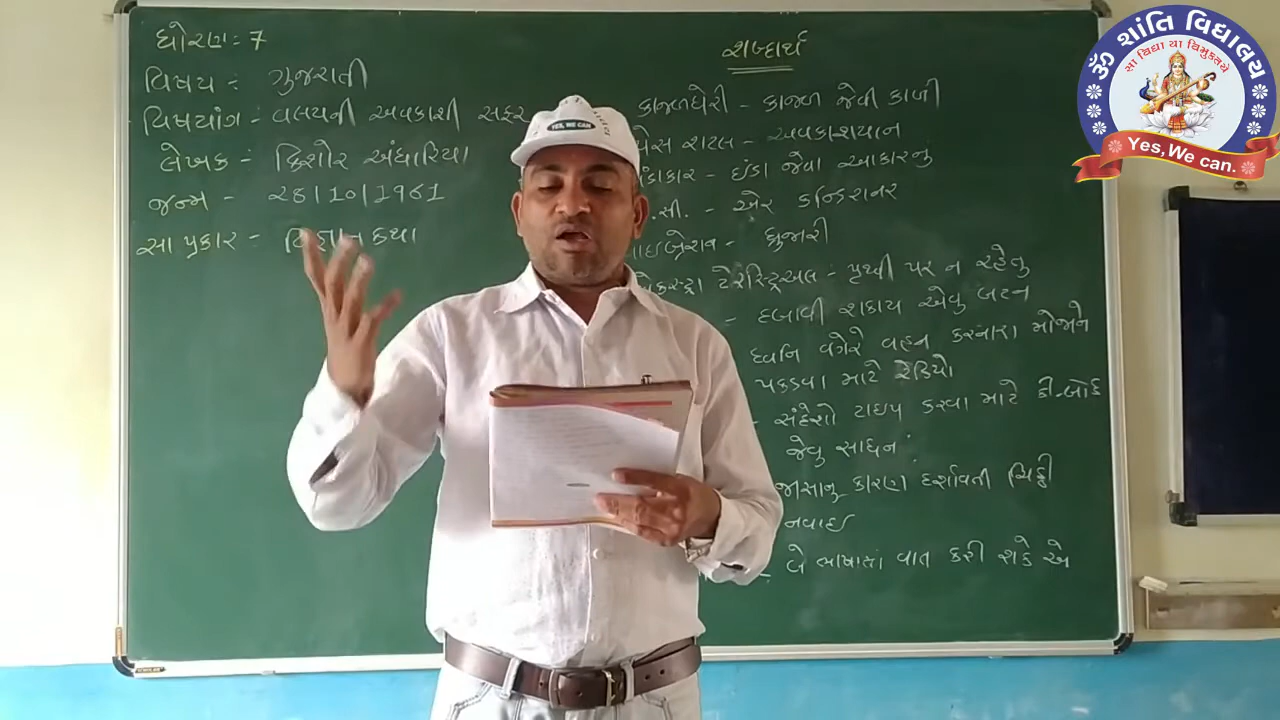 ધોરણ : 7
વિષય : ગુજરાતી
વિષયાંગ : વલયની અવકાશી સફર
લેખક - કિશોર અંધારિયા
જન્મ - ૨8/10/1961
સા પ્રકાર - કથા
શબ્દાર્થ
કાજળઘેરી - કાજળ જેવી કાળી
શટલ - અવકાશયાન
ઇંડા જેવા આકારનું
સી. - એર કન્ડિશનર
ધ્રુજારી
ટેરેસ્ટ્રિઅલ - પૃથ્વી પર ન રહેતુ
- દબાવી શકાય એવુ બટન
ધ્વનિ વગેરે વહન કરનારા મોજાંને
પકડવા માટે રેડિયો
- સંદેશો ટાઇપ કરવા માટે કી-બોર્ડ
જેવુ સાધન.
કારણ દર્શાવતી ચિઠ્ઠી
નવાઈ
- બે ભાષામાં વાત કરી શકે એ
ૐ શાંતિ વિદ્યાલય
સા વિદ્યા યા વિમુક્તયે
Yes, We can.
YES, WE CAN